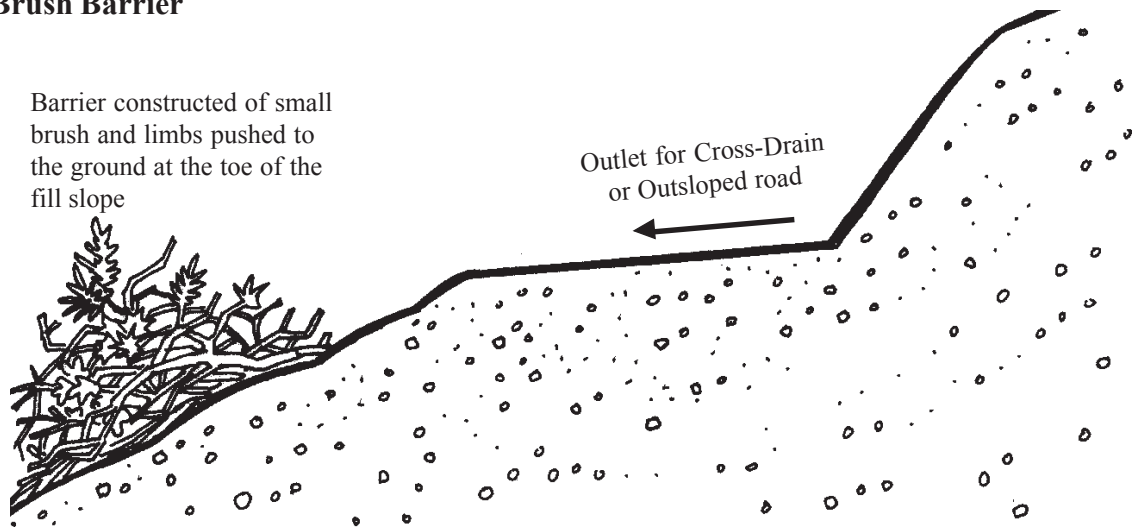 Brush Barrier
Barrier constructed of small
brush and limbs pushed to
the ground at the toe of the
fill slope
Outlet for Cross-Drain
or Outsloped road